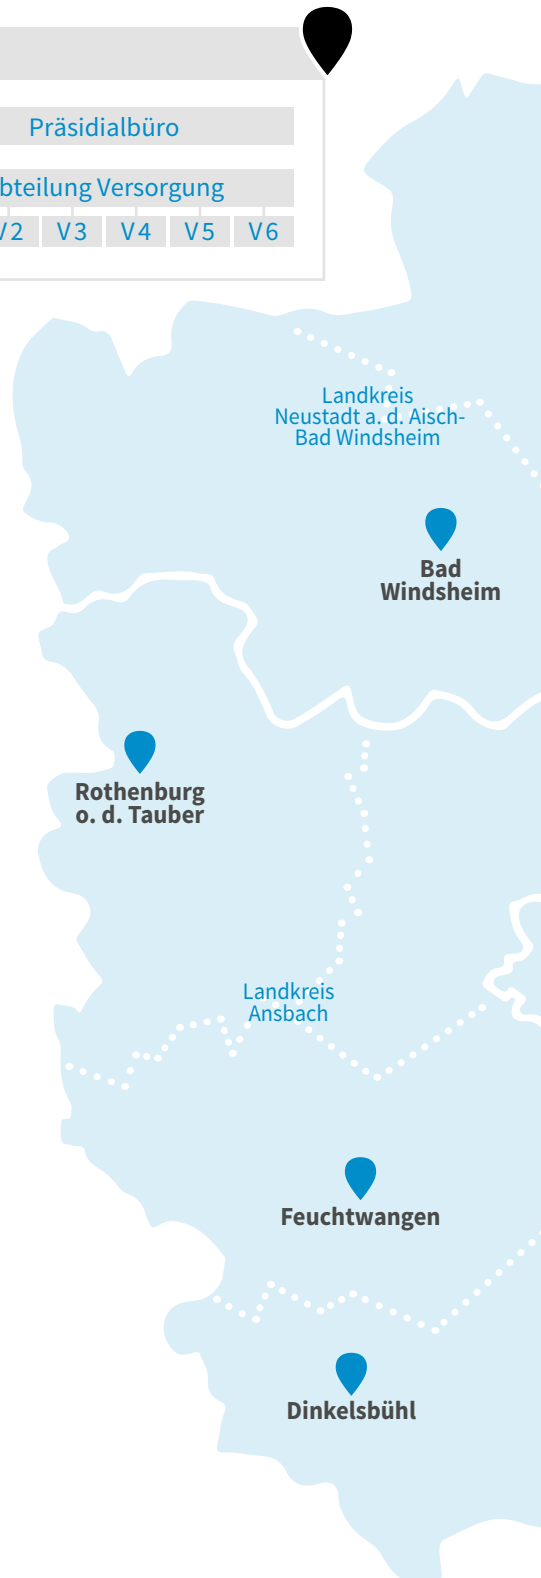 Präsidialbüro
bteilung Versorgung
V2 V3 V4 V5 V6
Landkreis
Neustadt a. d. Aisch-
Bad Windsheim
Bad
Windsheim
Rothenburg
o. d. Tauber
Landkreis
Ansbach
Feuchtwangen
Dinkelsbühl